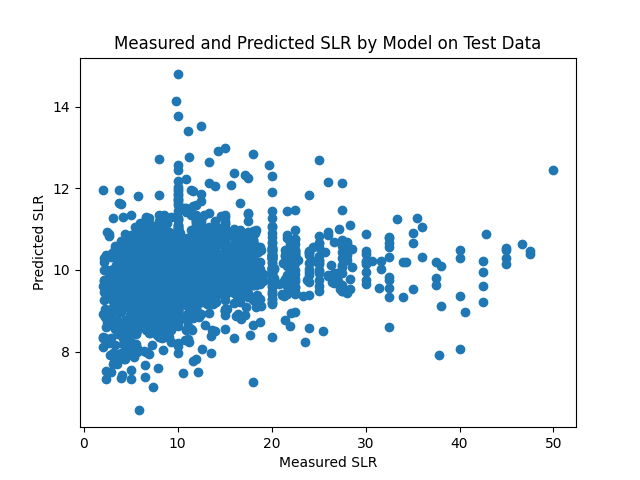 Measured and Predicted SLR by Model on Test Data
14
12
10
8
Predicted SLR
0 10 20 30 40 50
Measured SLR